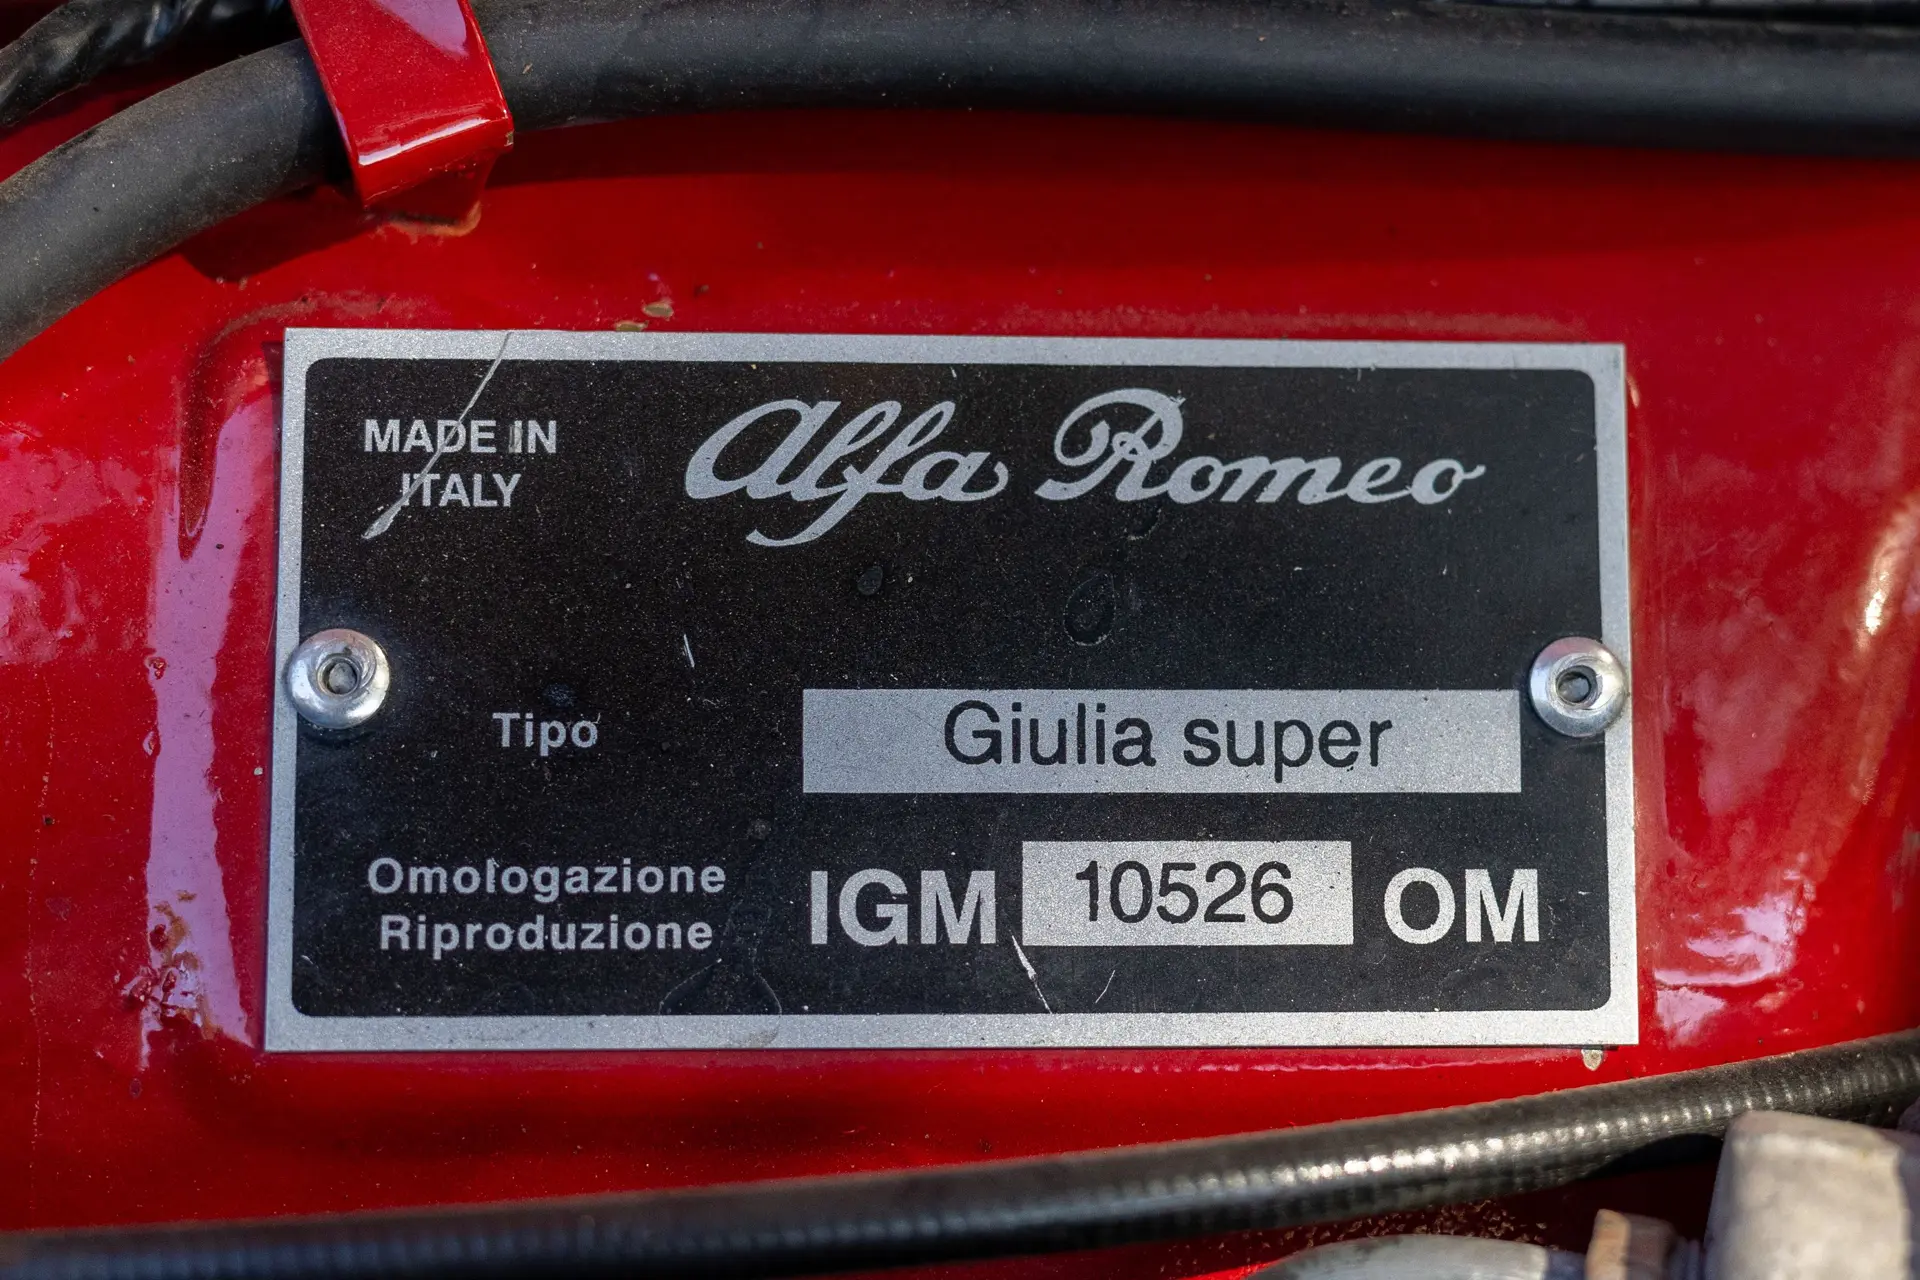 MADE IN
ITALY
Alfa Romeo
Tipo Giulia super
Omologazione
Riproduzione
IGM 10526 OM